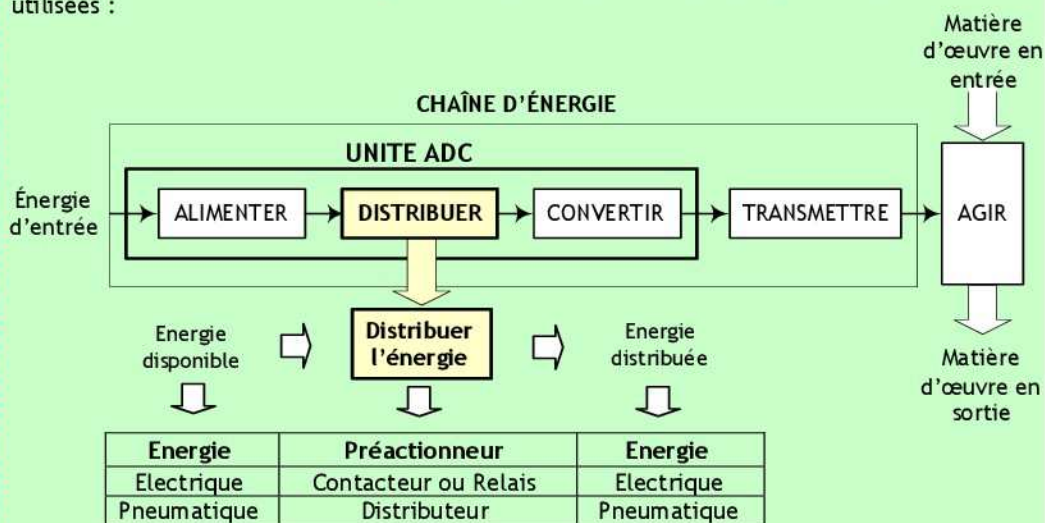 utilisées :
Matière
d'œuvre en
entrée
CHAÎNE D'ÉNERGIE
UNITE ADC
Énergie
d'entrée
ALIMENTER
DISTRIBUER
CONVERTIR
TRANSMETTRE
AGIR
Energie
disponible
Distribuer
l'énergie
Energie
distribuée
Matière
d'œuvre en
sortie
Energie Préactionneur Energie
Electrique Contacteur ou Relais Electrique
Pneumatique Distributeur Pneumatique